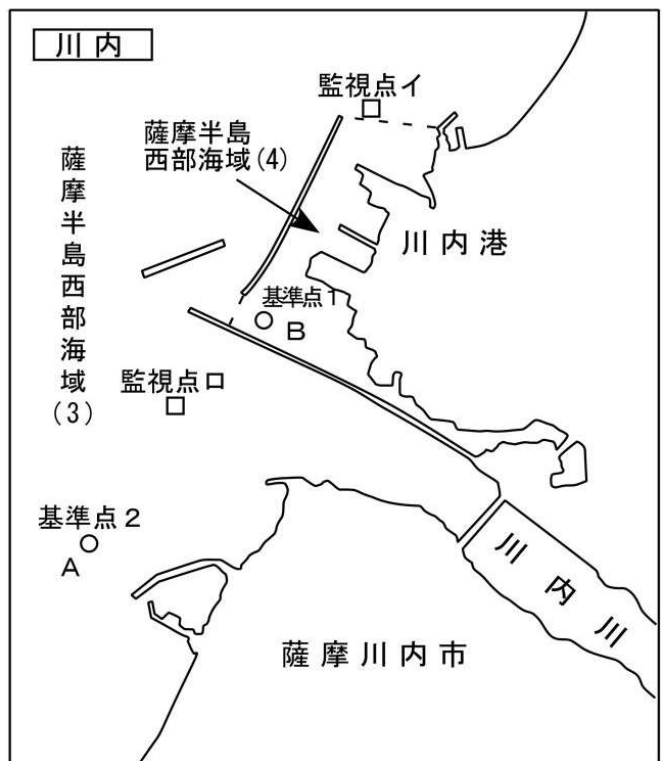 川内
監視点イ
薩摩半島
西部海域(4)
薩摩半島西部海域(3)
川内港
基準点1
B
監視点ロ
基準点2
A
川内川
薩摩川内市